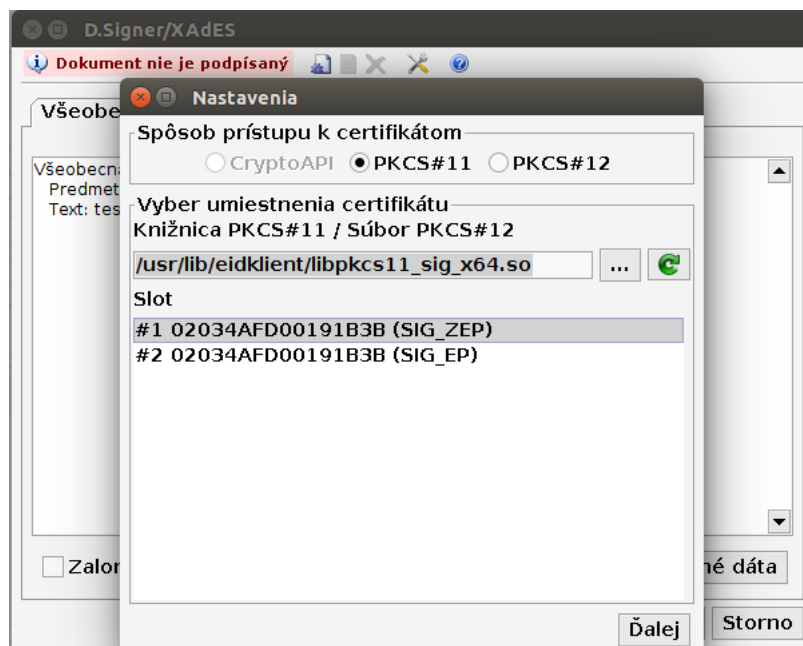 D.Signer/XAdES
Dokument nie je podpísaný
Nastavenia
Všeobe
Spôsob prístupu k certifikátom
CryptoAPI PKCS#11 PKCS#12
Všeobecn
Predmet
Text: tes
Vyber umiestnenia certifikátu
Knižnica PKCS#11 / Súbor PKCS#12
/usr/lib/eidklient/libpkcs11_sig_x64.so ...
Slot
#1 02034AFD00191B3B (SIG_ZEP)
#2 02034AFD00191B3B (SIG_EP)
Zalo
né dáta
Ďalej
Storno